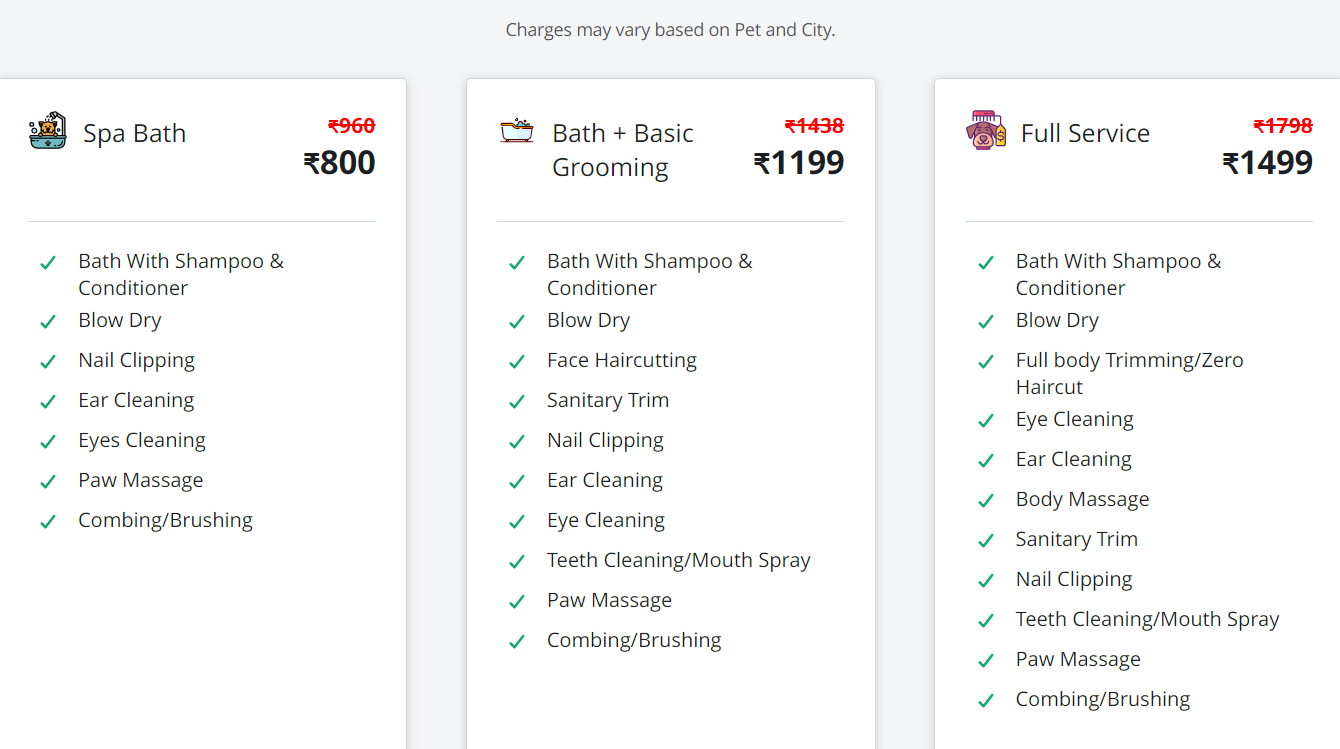 Charges may vary based on Pet and City.
Spa Bath
₹960
₹800
Bath With Shampoo &
Conditioner
Blow Dry
Nail Clipping
Ear Cleaning
Eyes Cleaning
Paw Massage
Combing/Brushing
Bath + Basic
Grooming
₹1438
₹1199
Bath With Shampoo &
Conditioner
Blow Dry
Face Haircutting
Sanitary Trim
Nail Clipping
Ear Cleaning
Eye Cleaning
Teeth Cleaning/Mouth Spray
Paw Massage
Combing/Brushing
Full Service
₹1798
₹1499
Bath With Shampoo &
Conditioner
Blow Dry
Full body Trimming/Zero
Haircut
Eye Cleaning
Ear Cleaning
Body Massage
Sanitary Trim
Nail Clipping
Teeth Cleaning/Mouth Spray
Paw Massage
Combing/Brushing